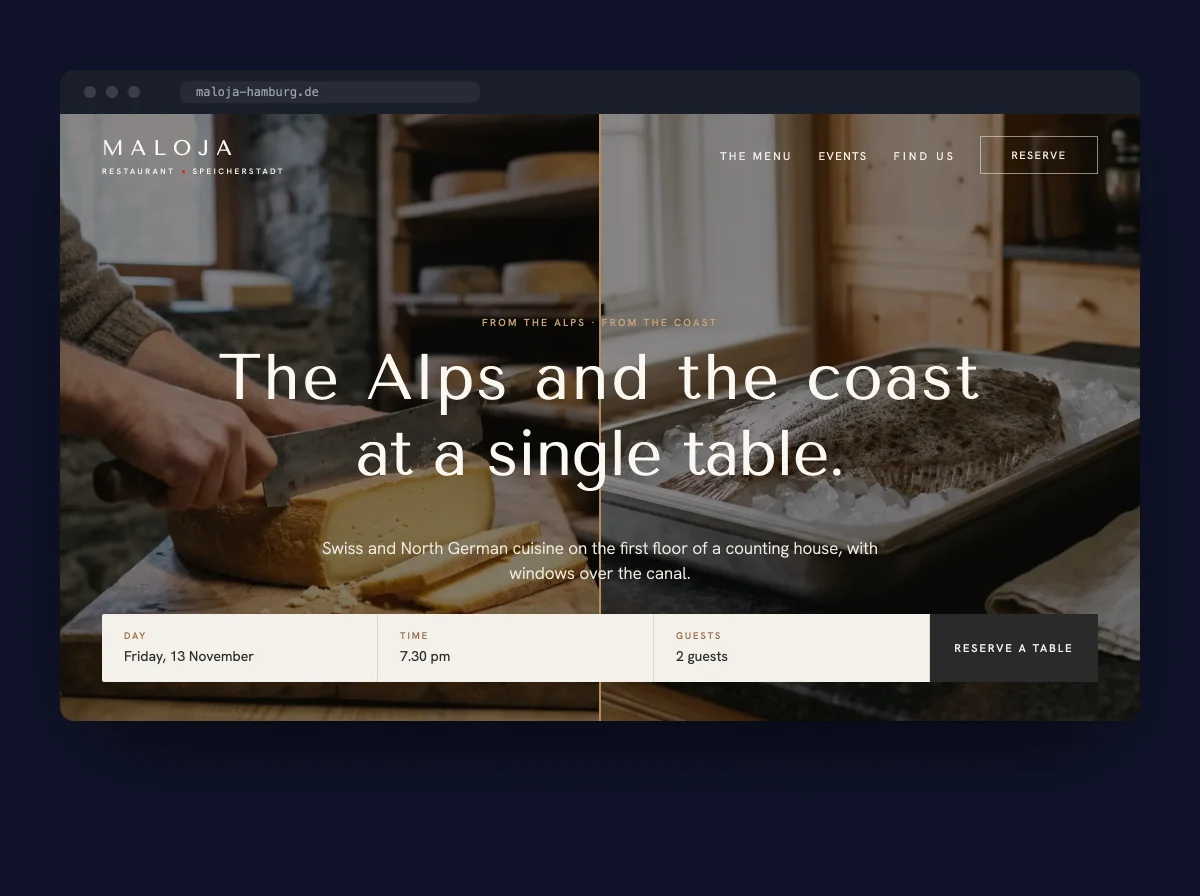 maloja-hamburg.de
MALOJA
RESTAURANT • SPEICHERSTADT
THE MENU
EVENTS
FIND US
RESERVE
FROM THE ALPS · FROM THE COAST
The Alps and the coast
at a single table.
Swiss and North German cuisine on the first floor of a counting house, with
windows over the canal.
DAY
Friday, 13 November
TIME
7.30 pm
GUESTS
2 guests
RESERVE A TABLE